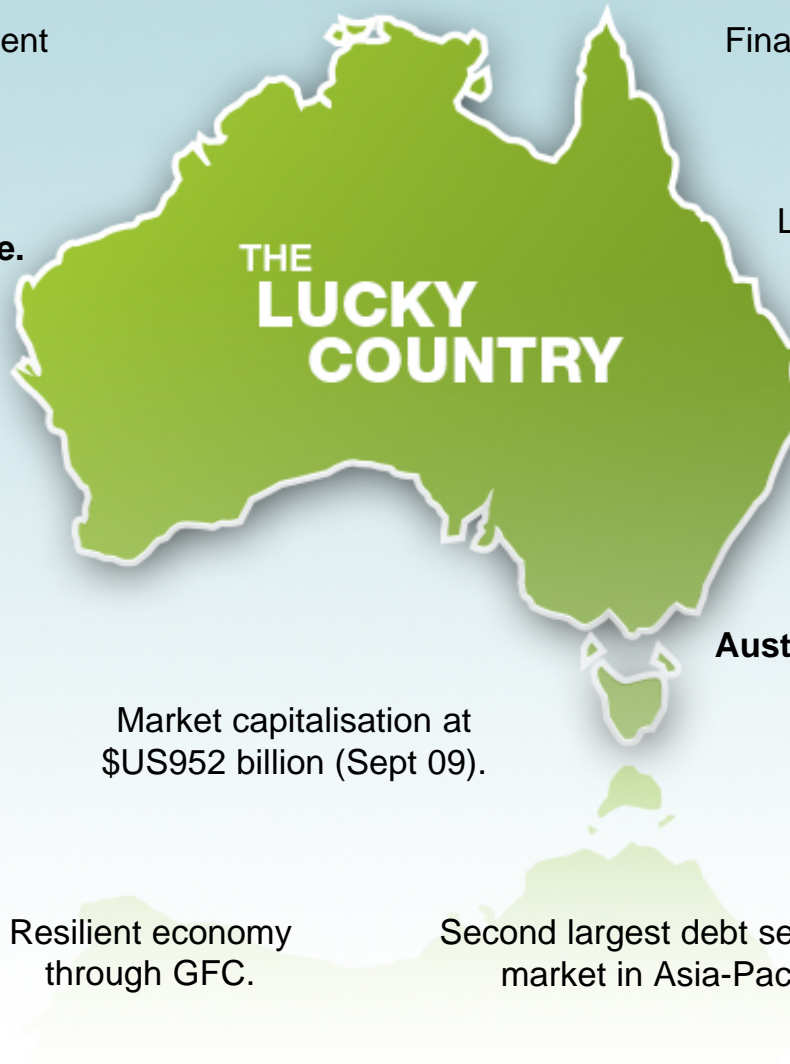 ent
Fina
L
e.
THE
LUCKY
COUNTRY
Aust
Market capitalisation at
$US952 billion (Sept 09).
Resilient economy
through GFC.
Second largest debt se
market in Asia-Pac